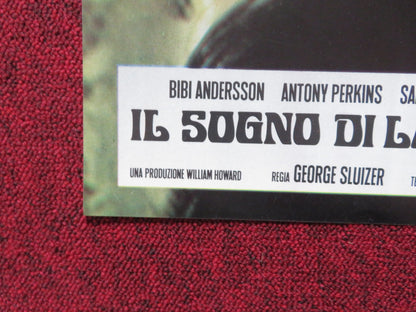 BIBI ANDERSSON ANTONY PERKINS
IL SOGNO DI
UNA PRODUZIONE WILLIAM HOWARD REGIA GEORGE SLUIZER